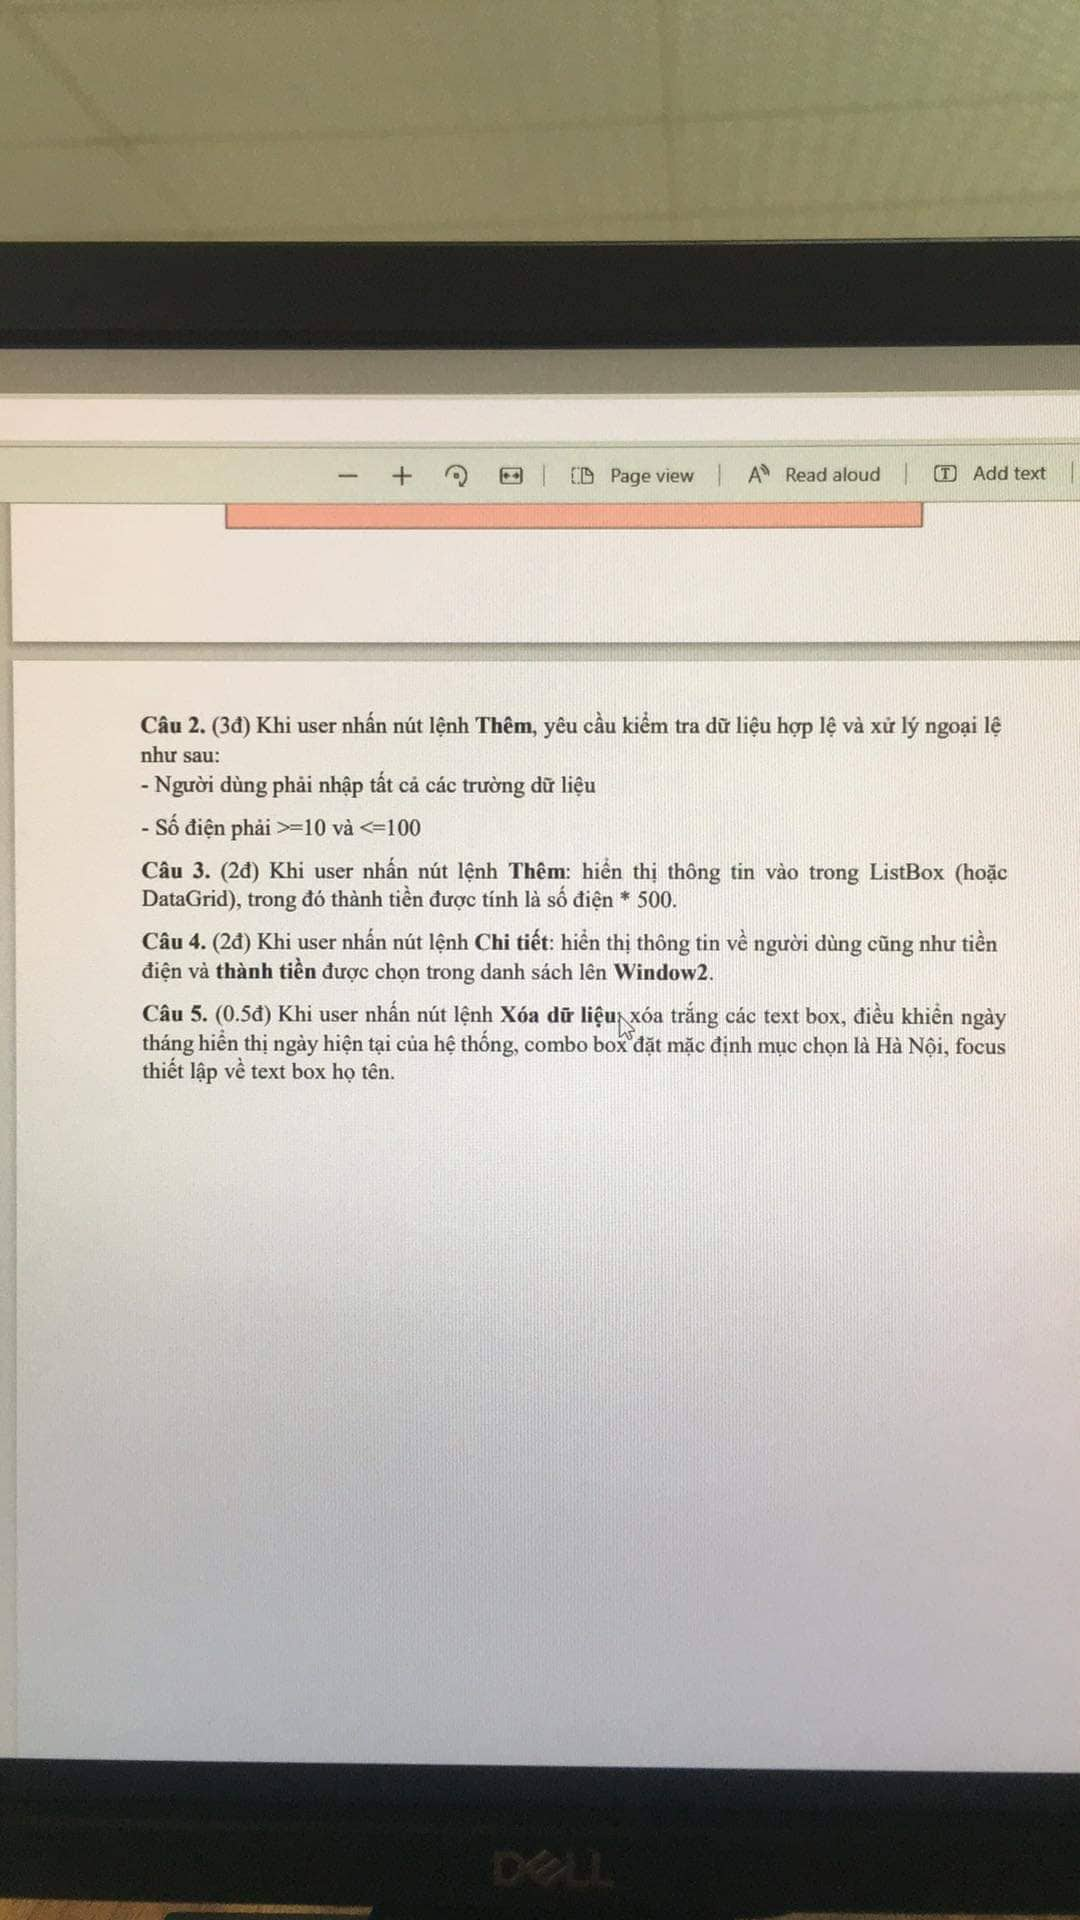 Page view
Read aloud
Add text
Câu 2. (3đ) Khi user nhấn nút lệnh Thêm, yêu cầu kiểm tra dữ liệu hợp lệ và xử lý ngoại lệ
như sau:
- Người dùng phải nhập tất cả các trường dữ liệu
- Số điện phải >=10 và <=100
Câu 3. (2đ) Khi user nhấn nút lệnh Thêm: hiển thị thông tin vào trong ListBox (hoặc
DataGrid), trong đó thành tiền được tính là số điện * 500.
Câu 4. (2đ) Khi user nhấn nút lệnh Chi tiết: hiển thị thông tin về người dùng cũng như tiền
điện và thành tiền được chọn trong danh sách lên Window2.
Câu 5. (0.5đ) Khi user nhấn nút lệnh Xóa dữ liệu: xóa trắng các text box, điều khiển ngày
tháng hiển thị ngày hiện tại của hệ thống, combo box đặt mặc định mục chọn là Hà Nội, focus
thiết lập về text box họ tên.
DELL